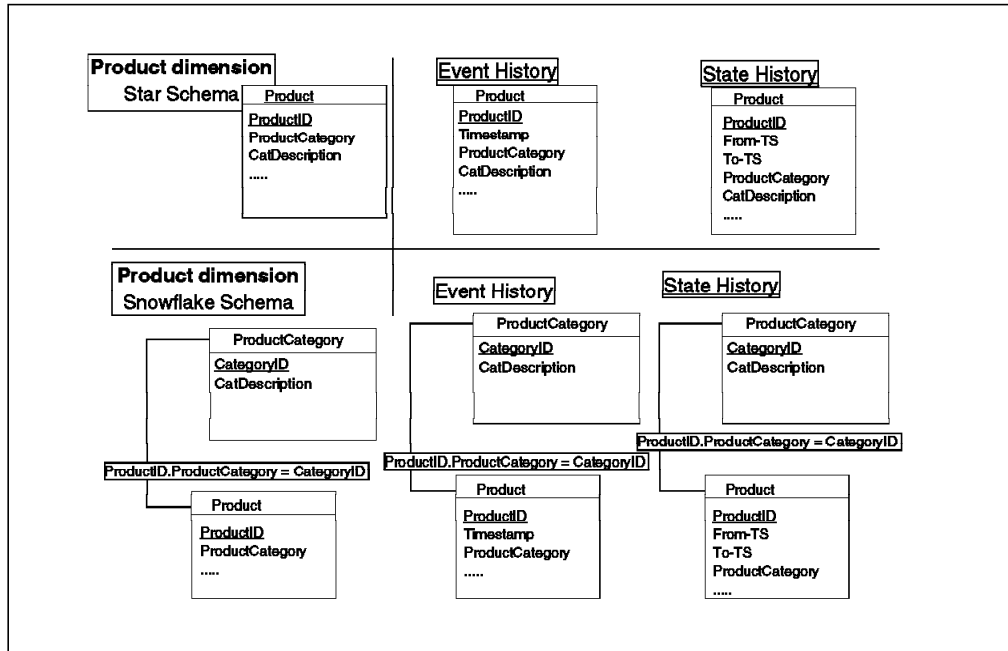 Product dimension
Star Schema
Product
ProductID
ProductCategory
CatDescription
.....
Event History
Product
ProductID
Timestamp
ProductCategory
CatDescription
.....
State History
Product
ProductID
From-TS
To-TS
ProductCategory
CatDescription
.....
Product dimension
Snowflake Schema
ProductCategory
CategoryID
CatDescription
ProductID.ProductCategory = CategoryID
Product
ProductID
ProductCategory
.....
Event History
ProductCategory
CategoryID
CatDescription
ProductID.ProductCategory = CategoryID
Product
ProductID
Timestamp
ProductCategory
.....
State History
ProductCategory
CategoryID
CatDescription
ProductID.ProductCategory = CategoryID
Product
ProductID
From-TS
To-TS
ProductCategory
.....